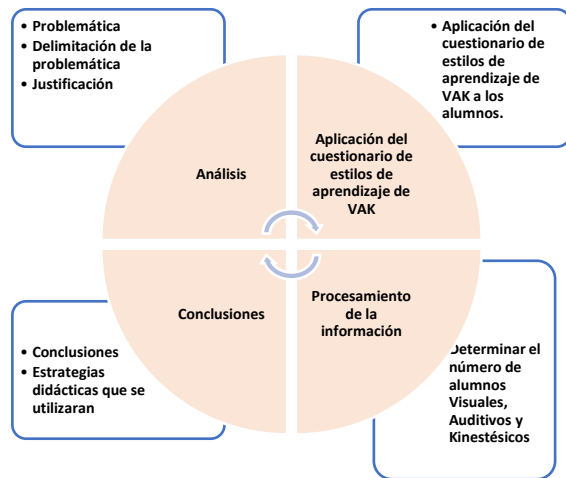 • Problemática
• Delimitación de la
problemática
• Justificación
• Aplicación del
cuestionario de
estilos de
aprendizaje de
VAK a los
alumnos.
Análisis
Aplicación del
cuestionario de
estilos de
aprendizaje de
VAK
Conclusiones
Procesamiento
de la
información
• Conclusiones
• Estrategias
didácticas que se
utilizaran
Determinar el
número de
alumnos
Visuales,
Auditivos y
Kinestésicos